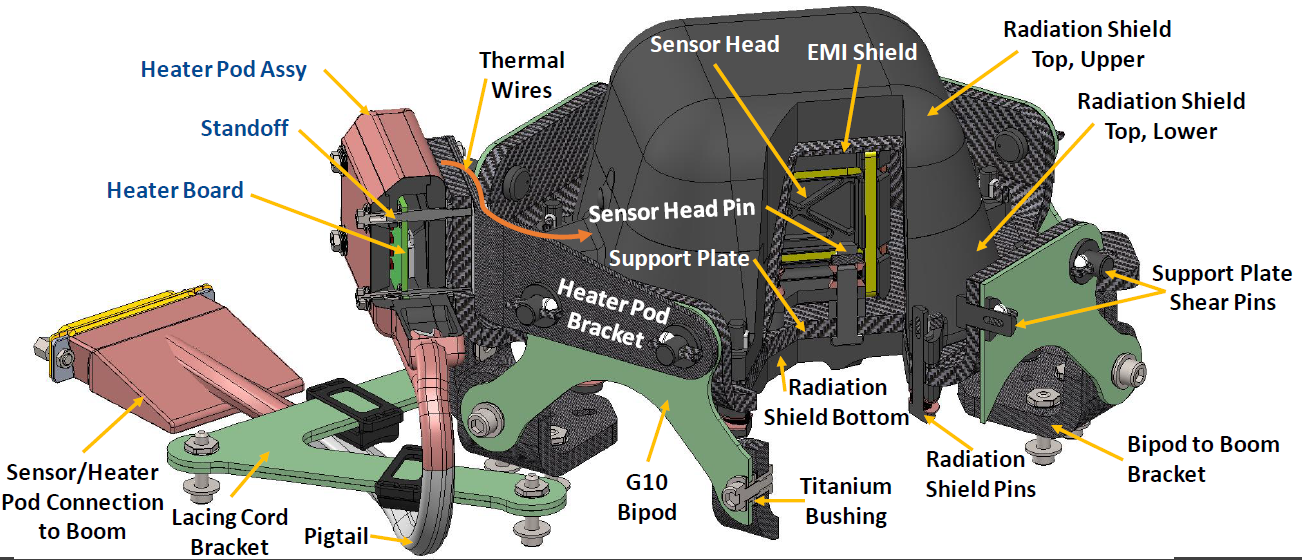 Heater Pod Assy
Standoff
Heater Board
Thermal
Wires
Sensor Head
EMI Shield
Radiation Shield
Top, Upper
Radiation Shield
Top, Lower
Sensor Head Pin
Support Plate
Heater Pod
Bracket
Support Plate
Shear Pins
Radiation
Shield Bottom
Sensor/Heater
Pod Connection
to Boom
Lacing Cord
Bracket
Pigtail
G10
Bipod
Titanium
Bushing
Radiation
Shield Pins
Bipod to Boom
Bracket